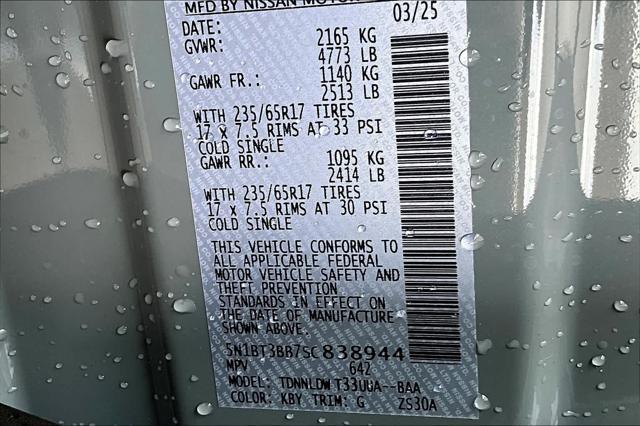 MFD BY NISSAN MOTOR
DATE: 03/25
GVWR: 2165 KG
4773 LB
GAWR FR.: 1140 KG
2513 LB
WITH 235/65R17 TIRES
17 x 7.5 RIMS AT 33 PSI
COLD SINGLE
GAWR RR.: 1095 KG
2414 LB
WITH 235/65R17 TIRES
17 x 7.5 RIMS AT 30 PSI
COLD SINGLE
THIS VEHICLE CONFORMS TO
ALL APPLICABLE FEDERAL
MOTOR VEHICLE SAFETY AND
THEFT PREVENTION
STANDARDS IN EFFECT ON
THE DATE OF MANUFACTURE
SHOWN ABOVE.
5N1BT3BB7SC838944
MPV 642
MODEL: TDNNLDWT33UUA--BAA
COLOR: KBY TRIM: G ZS30A